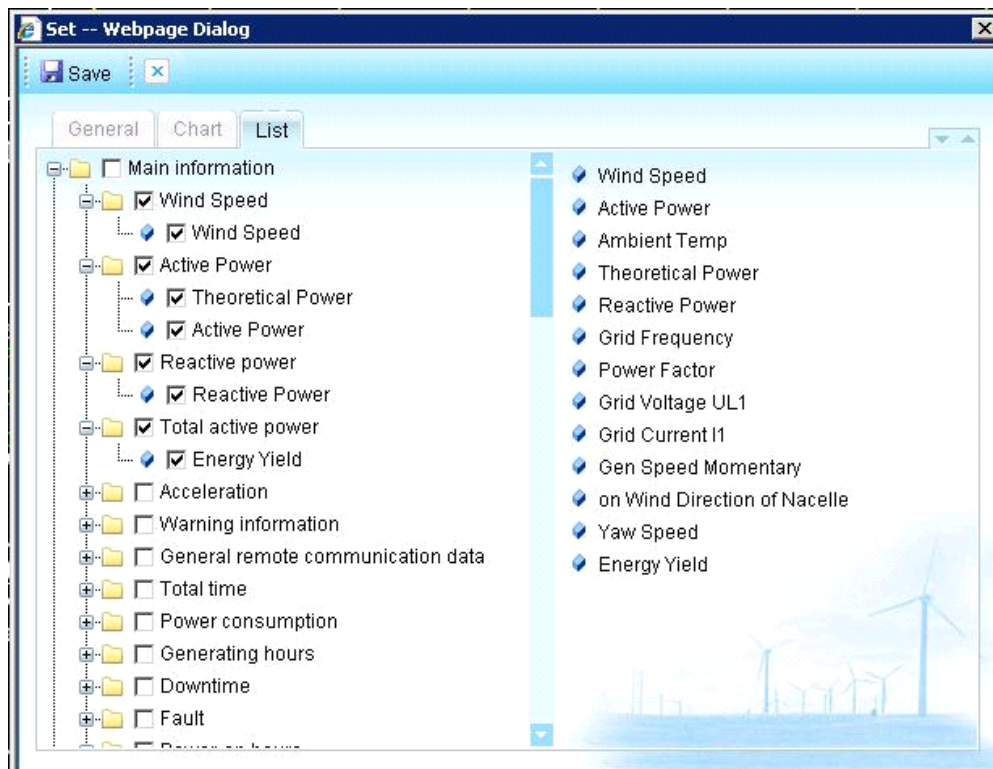 Set -- Webpage Dialog
Save
General Chart List
Main information
Wind Speed
Wind Speed
Active Power
Theoretical Power
Active Power
Reactive power
Reactive Power
Total active power
Energy Yield
Acceleration
Warning information
General remote communication data
Total time
Power consumption
Generating hours
Downtime
Fault
Wind Speed
Active Power
Ambient Temp
Theoretical Power
Reactive Power
Grid Frequency
Power Factor
Grid Voltage UL1
Grid Current I1
Gen Speed Momentary
on Wind Direction of Nacelle
Yaw Speed
Energy Yield